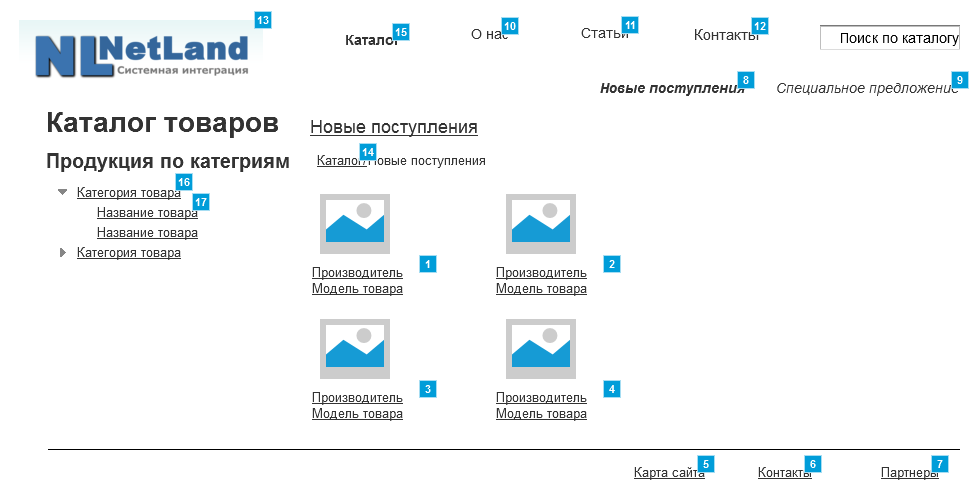 13
NL NetLand
Системная интеграция
Каталог 15
О нас 10
Статьи 11
Контакты 12
Поиск по каталогу
Новые поступления 8
Специальное предложение 9
Каталог товаров
Продукция по категриям
Категория товара 16
Название товара 17
Название товара
Категория товара
Новые поступления
Каталог/Новые поступления 14
1
Производитель
Модель товара
2
Производитель
Модель товара
3
Производитель
Модель товара
4
Производитель
Модель товара
Карта сайта 5
Контакты 6
Партнеры 7